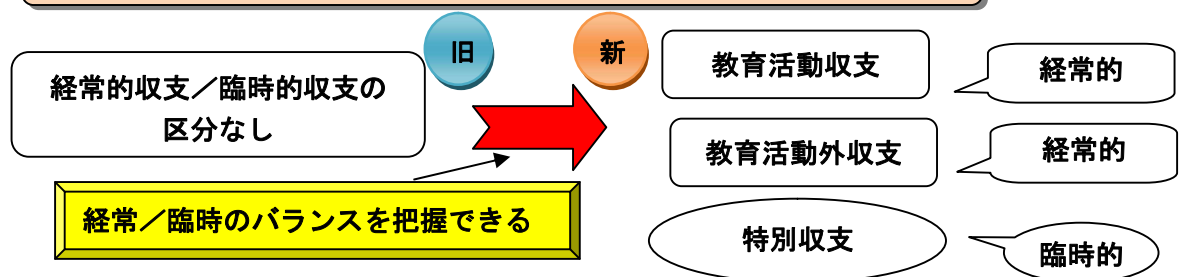 旧
新
経常的収支／臨時的収支の
区分なし
教育活動収支
経常的
教育活動外収支
経常的
経常／臨時のバランスを把握できる
特別収支
臨時的